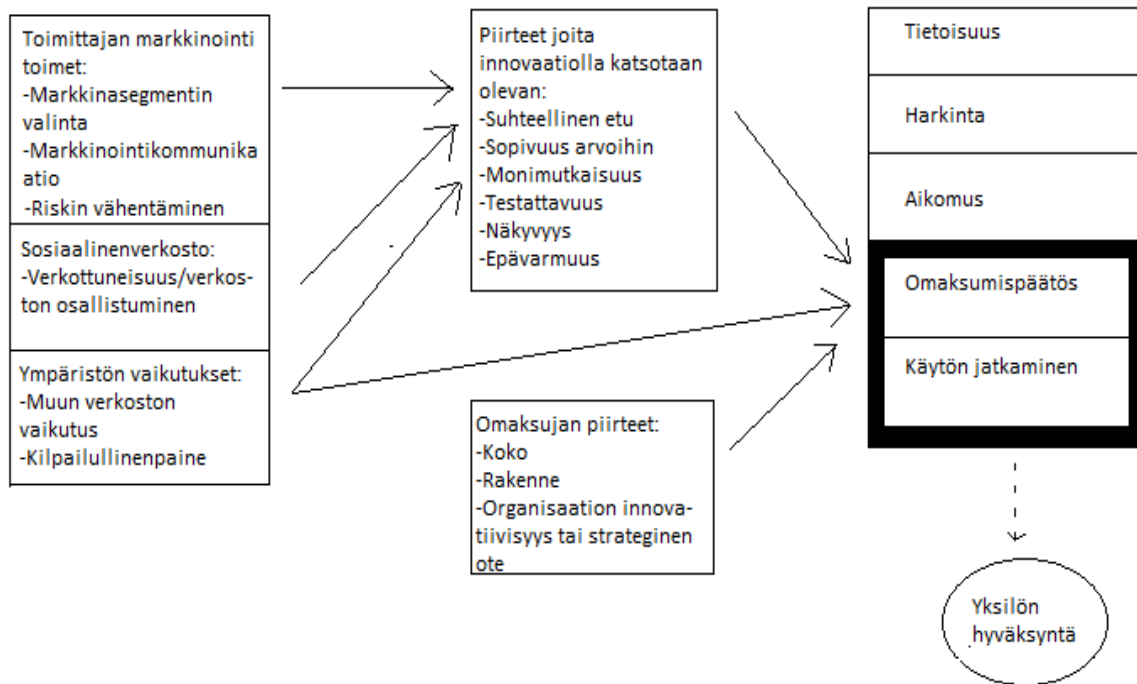 Toimittajan markkinointi
toimet:
-Markkinasegmentin
valinta
-Markkinointikommunika
atio
-Riskin vähentäminen
Sosiaalinenverkosto:
-Verkottuneisuus/verkos-
ton osallistuminen
Ympäristön vaikutukset:
-Muun verkoston
vaikutus
-Kilpailullinenpaine
Piirteet joita
innovaatiolla katsotaan
olevan:
-Suhteellinen etu
-Sopivuus arvoihin
-Monimutkaisuus
-Testattavuus
-Näkyvyys
-Epävarmuus
Omaksujan piirteet:
-Koko
-Rakenne
-Organisaation innova-
tiivisyys tai strateginen
ote
Tietoisuus
Harkinta
Aikomus
Omaksumispäätös
Käytön jatkaminen
Yksilön
hyväksyntä